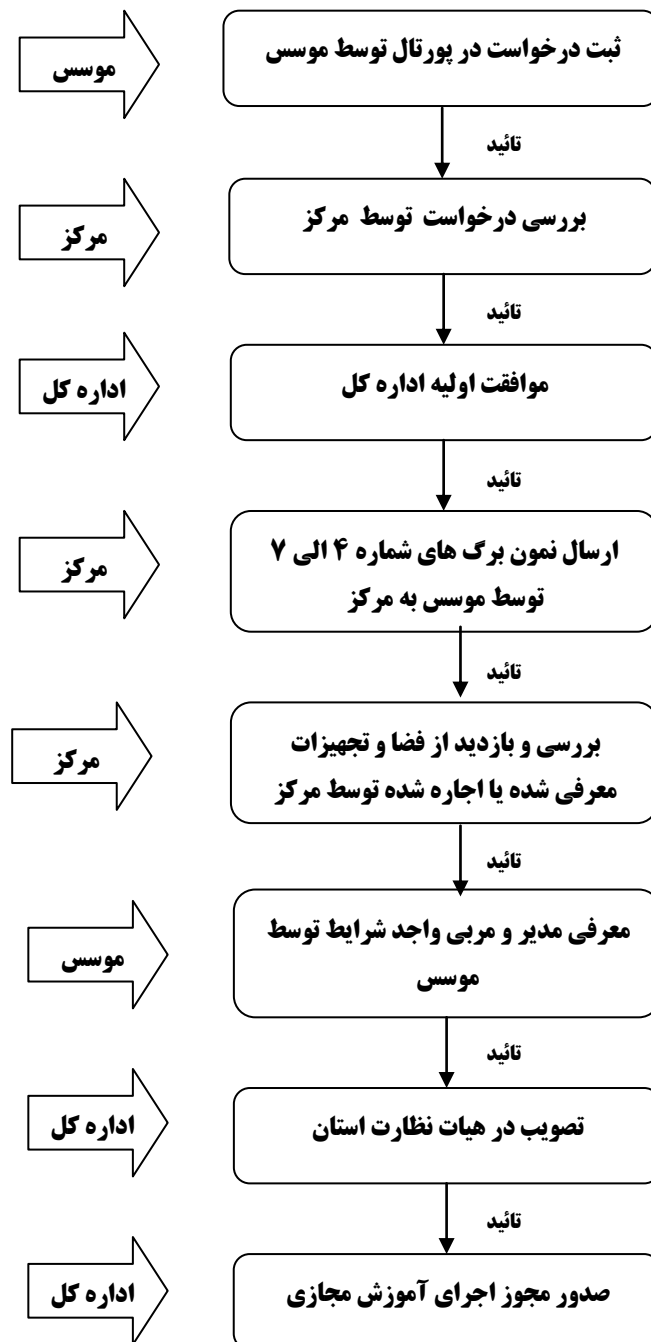 ثبت درخواست در پورتال توسط موسس
موسس
تائید
بررسی درخواست توسط مرکز
مرکز
تائید
موافقت اولیه اداره کل
اداره کل
تائید
ارسال نمون برگ های شماره ۴ الی ۷
توسط موسس به مرکز
مرکز
تائید
بررسی و بازدید از فضا و تجهیزات
معرفی شده یا اجاره شده توسط مرکز
مرکز
تائید
معرفی مدیر و مربی واجد شرایط توسط
موسس
موسس
تائید
تصویب در هیات نظارت استان
اداره کل
تائید
صدور مجوز اجرای آموزش مجازی
اداره کل